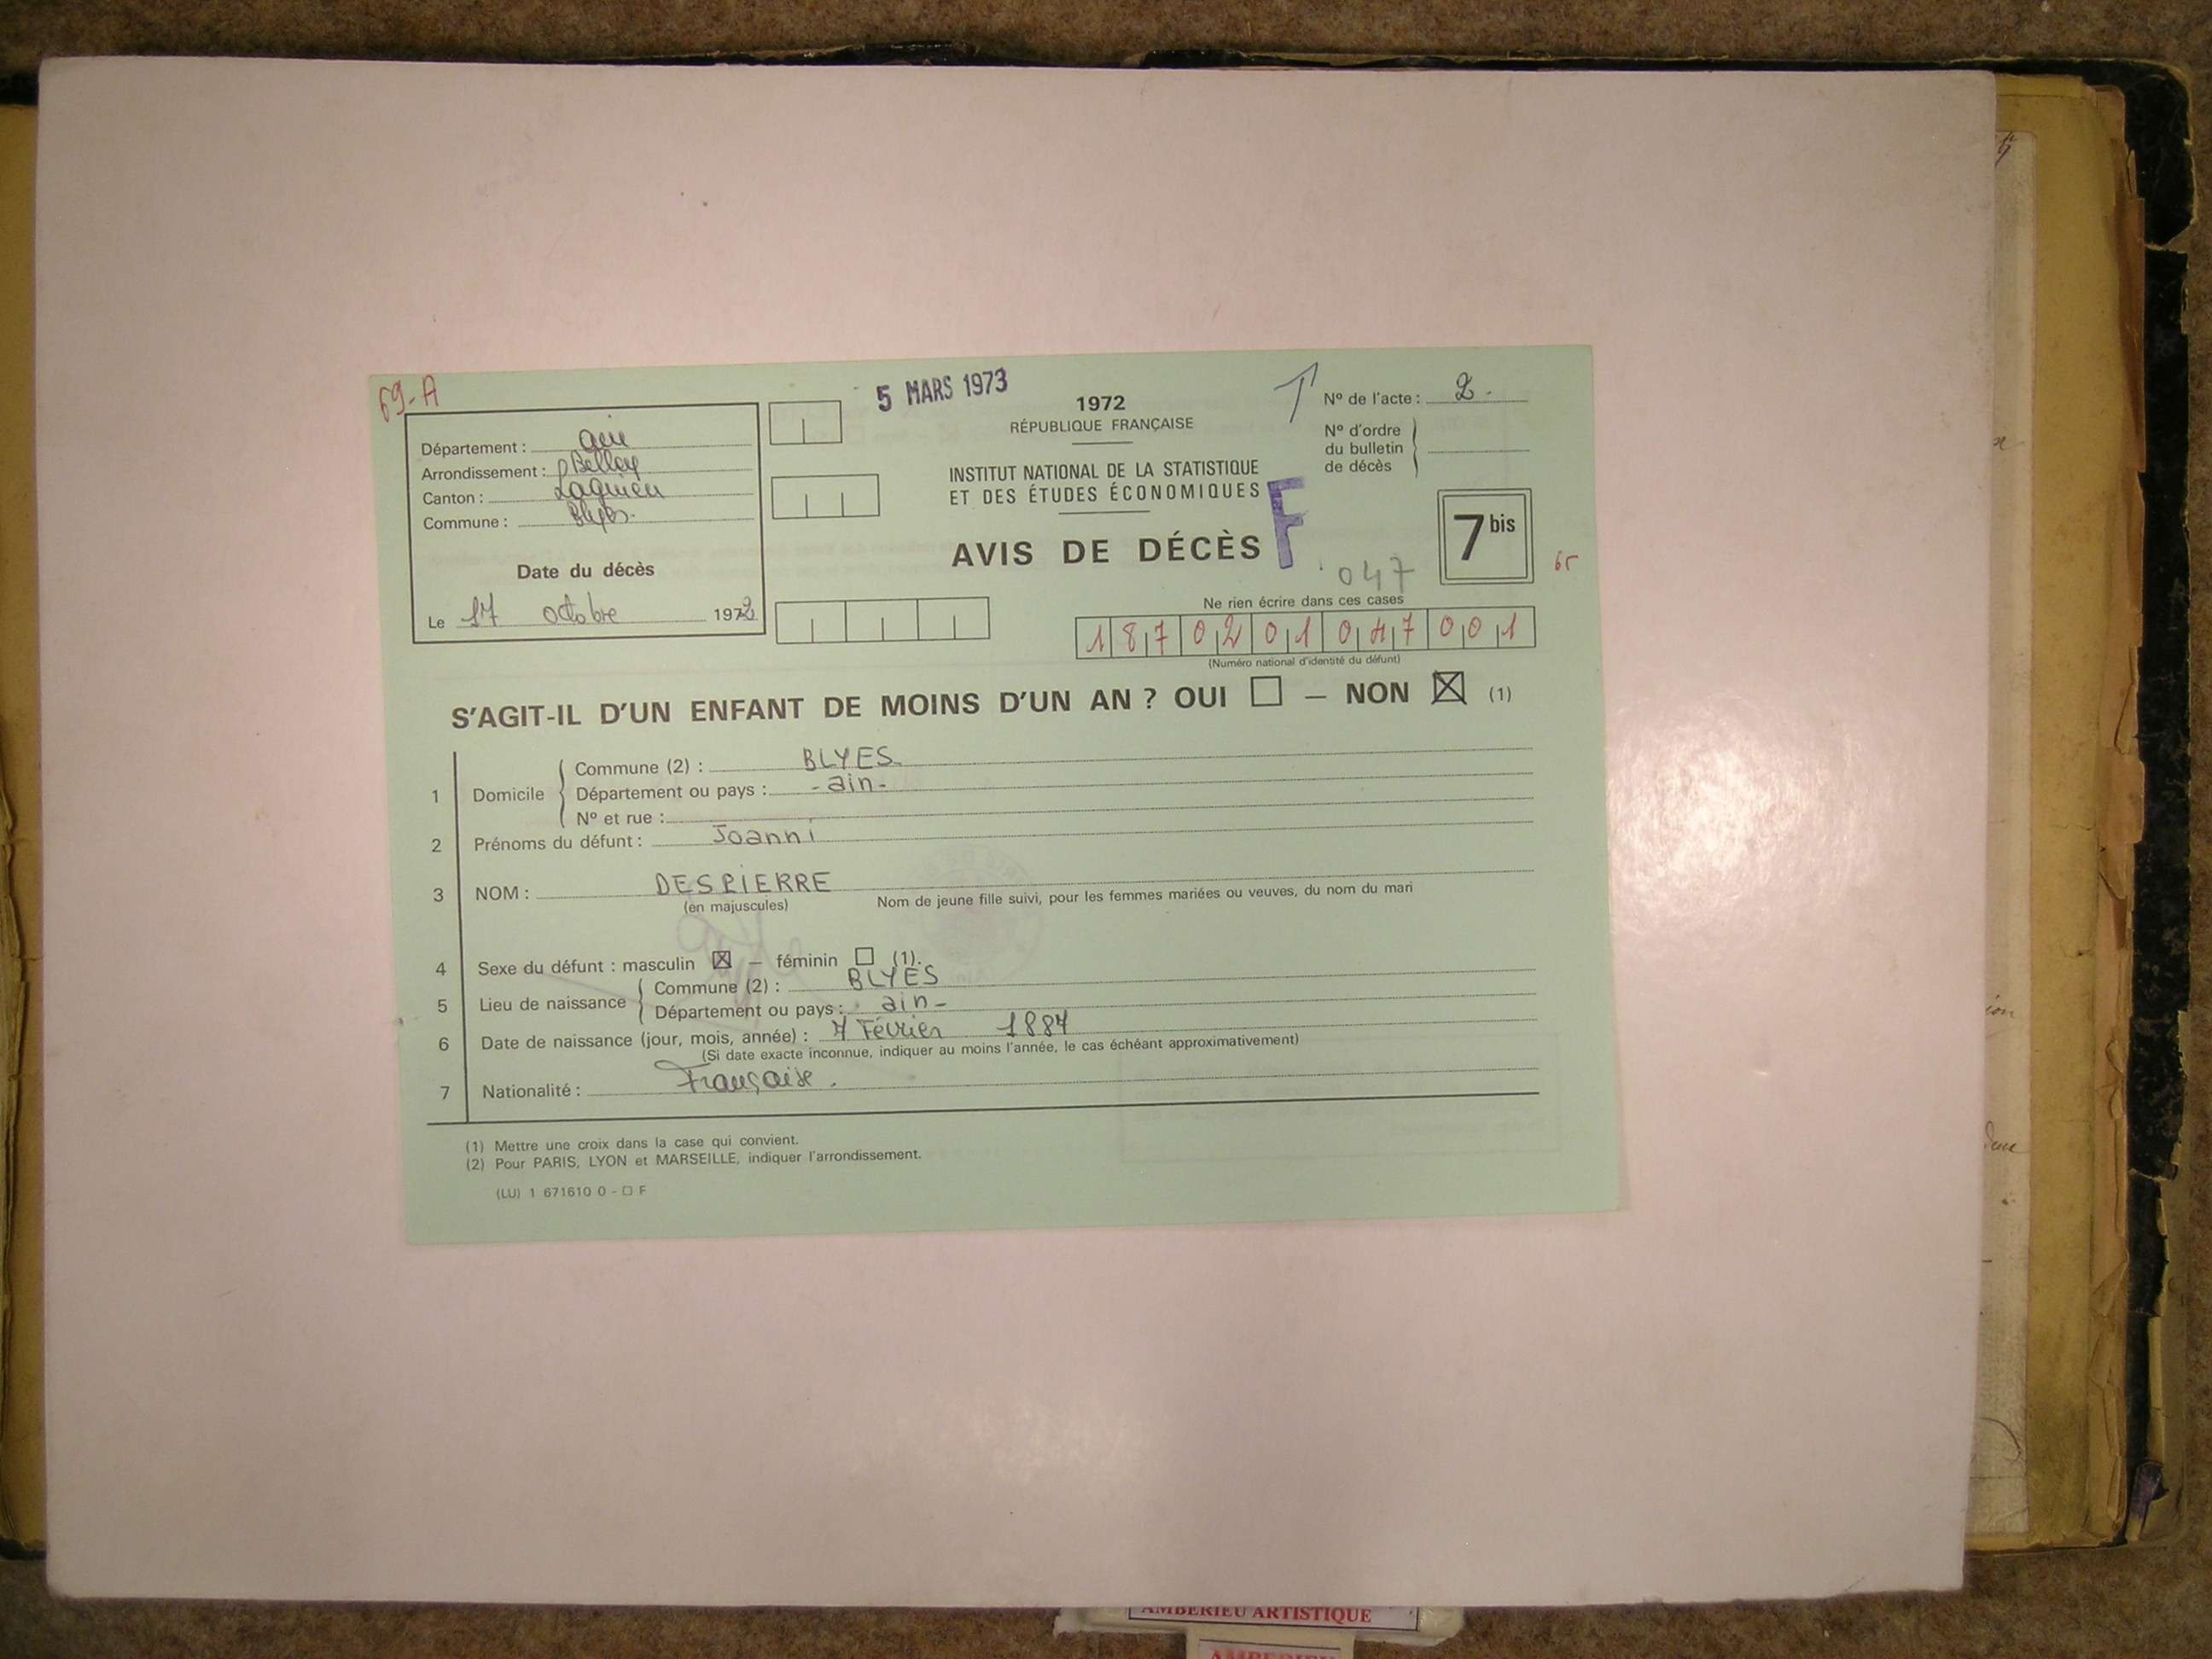 69-A
5 MARS 1973
1972
RÉPUBLIQUE FRANÇAISE
INSTITUT NATIONAL DE LA STATISTIQUE
ET DES ÉTUDES ÉCONOMIQUES
AVIS DE DÉCÈS
F
N° de l'acte : 2.
N° d'ordre
du bulletin
de décès
7 bis
65
047
Département : ain
Arrondissement : Belley
Canton : Lagnieu
Commune : Blyes.
Date du décès
Le 17 octobre 1972
Ne rien écrire dans ces cases
1 8 7 0 2 0 1 0 4 7 0 0 1
(Numéro national d'identité du défunt)
S'AGIT-IL D'UN ENFANT DE MOINS D'UN AN ? OUI ☐ — NON ☒ (1)
1 Domicile
Commune (2) : BLYES
Département ou pays : - ain -
N° et rue :
2 Prénoms du défunt : Joanni
3 NOM : DESPIERRE
(en majuscules) Nom de jeune fille suivi, pour les femmes mariées ou veuves, du nom du mari
4 Sexe du défunt : masculin ☒ — féminin ☐ (1).
5 Lieu de naissance
Commune (2) : BLYES
Département ou pays : ain -
6 Date de naissance (jour, mois, année) : 7 Février 1887
(Si date exacte inconnue, indiquer au moins l'année, le cas échéant approximativement)
7 Nationalité : Française.
(1) Mettre une croix dans la case qui convient.
(2) Pour PARIS, LYON et MARSEILLE, indiquer l'arrondissement.
(LU) 1 671610 0 - ☐ F
AMBERIEU ARTISTIQUE